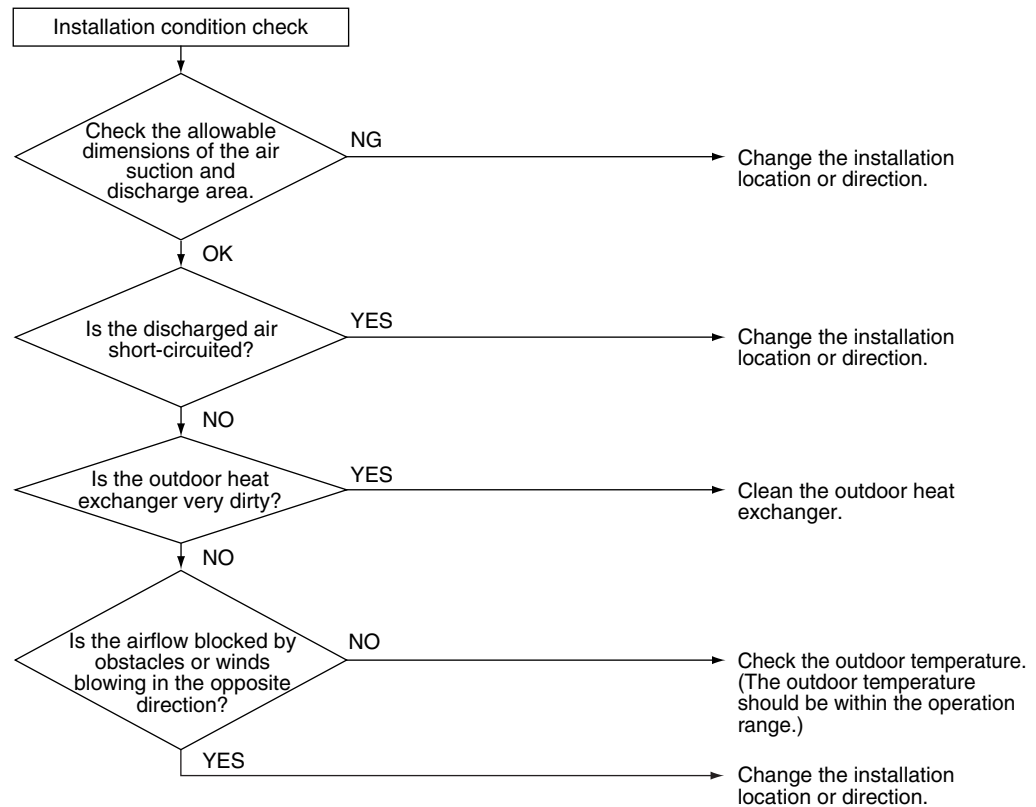 Installation condition check
Check the allowable
dimensions of the air
suction and
discharge area.
NG
Change the installation
location or direction.
OK
Is the discharged air
short-circuited?
YES
Change the installation
location or direction.
NO
Is the outdoor heat
exchanger very dirty?
YES
Clean the outdoor heat
exchanger.
NO
Is the airflow blocked by
obstacles or winds
blowing in the opposite
direction?
NO
Check the outdoor temperature.
(The outdoor temperature
should be within the operation
range.)
YES
Change the installation
location or direction.